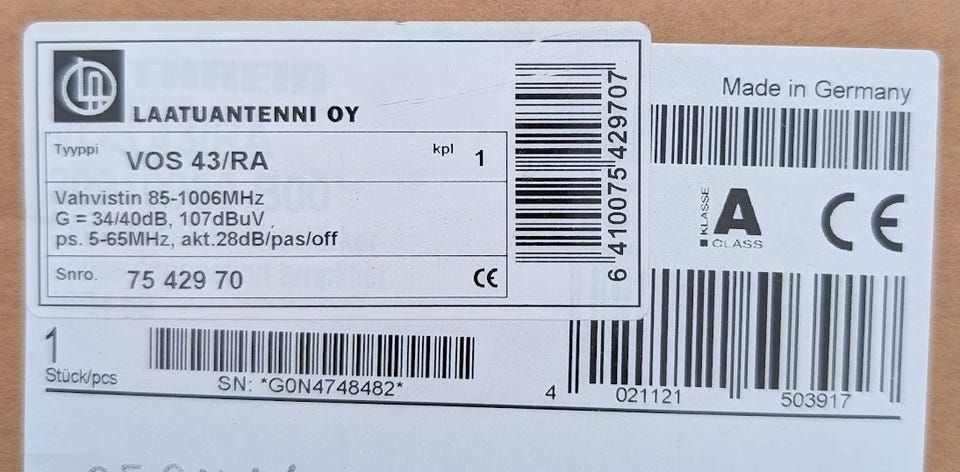 LAATUANTENNI OY
Tyyppi VOS 43/RA kpl 1
Vahvistin 85-1006MHz
G = 34/40dB, 107dBuV
ps. 5-65MHz, akt.28dB/pas/off
Snro. 75 429 70 CE
6 410075 429707
Made in Germany
KLASSE A CLASS CE
1
Stück/pcs
SN: *G0N4748482*
4 021121 503917